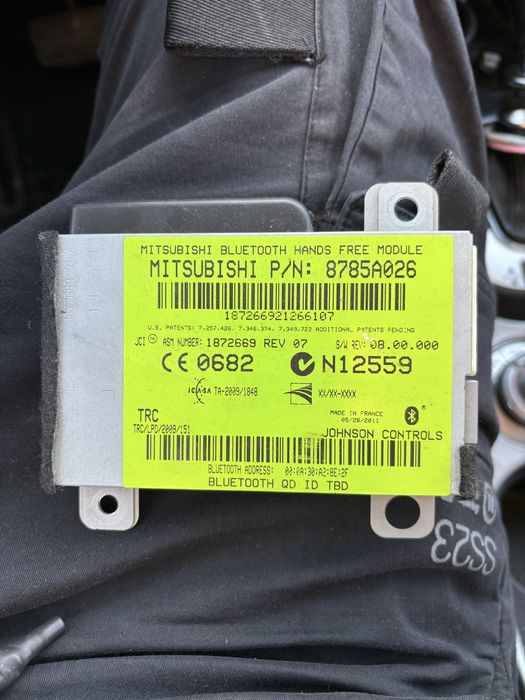 MITSUBISHI BLUETOOTH HANDS FREE MODULE
MITSUBISHI P/N: 8785A026
187266921266107
U.S. PATENTS: 7,257,426, 7,346,374, 7,349,722 ADDITIONAL PATENTS PENDING
JCI ASM NUMBER: 1872669 REV 07 S/W REV: 08.00.000
CE 0682 N12559
ICASA TA-2009/1848 XX/XX-XXXX
MADE IN FRANCE
05/26/2011
TRC
TRC/LPD/2009/151
JOHNSON CONTROLS
BLUETOOTH ADDRESS: 00:0A:30:A2:8E:2F
BLUETOOTH QD ID TBD
SS23